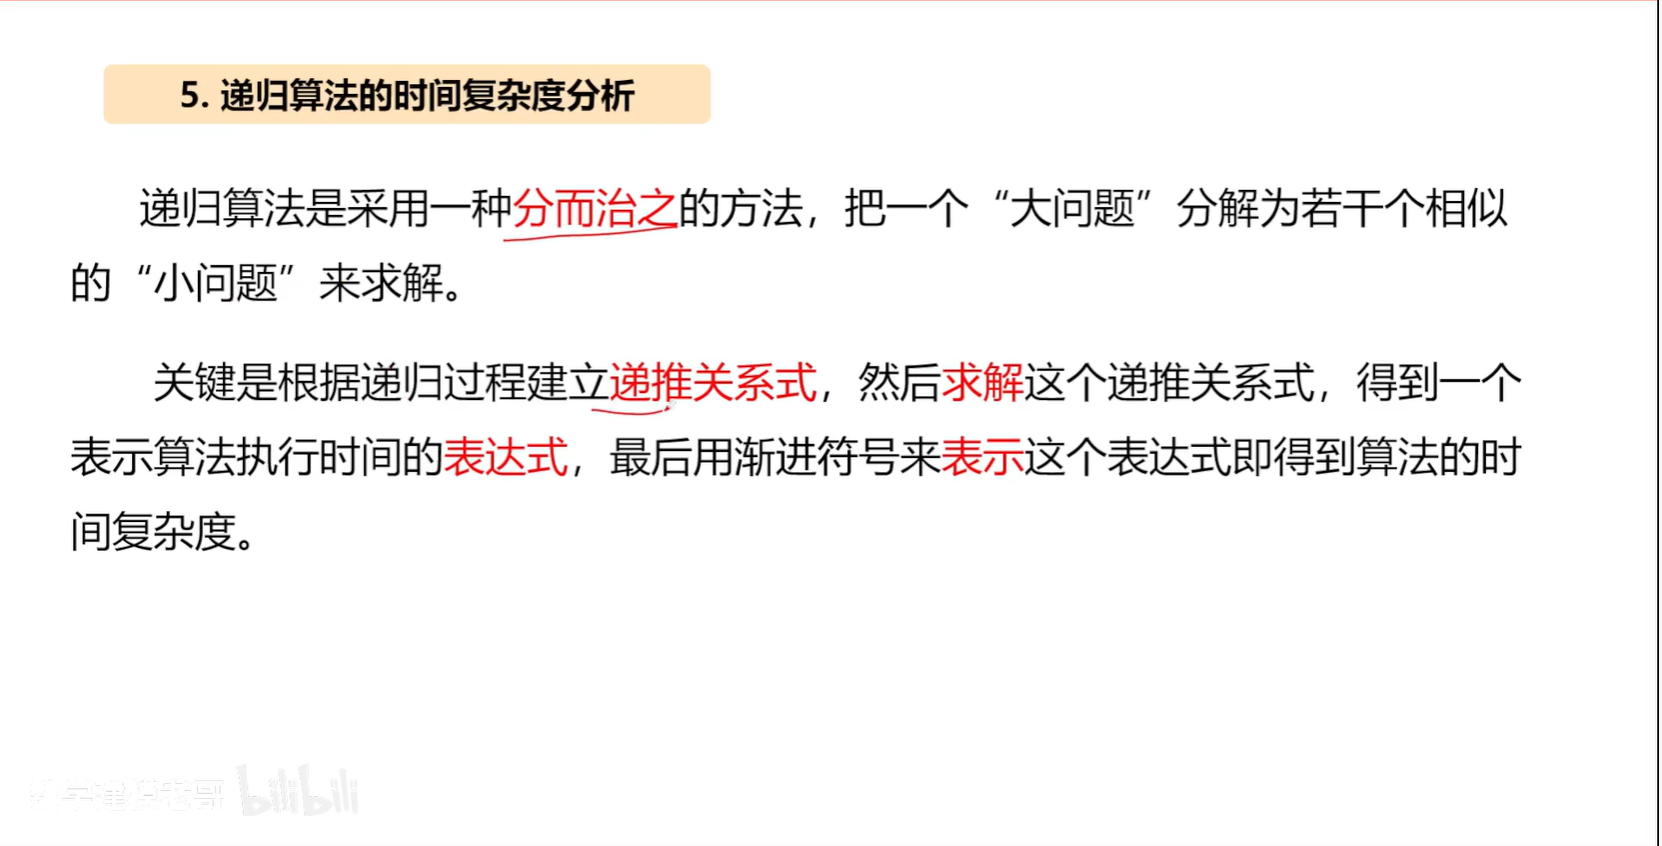 5. 递归算法的时间复杂度分析
递归算法是采用一种分而治之的方法，把一个“大问题”分解为若干个相似
的“小问题”来求解。
关键是根据递归过程建立递推关系式，然后求解这个递推关系式，得到一个
表示算法执行时间的表达式，最后用渐进符号来表示这个表达式即得到算法的时
间复杂度。
数学建模老哥 bilibili